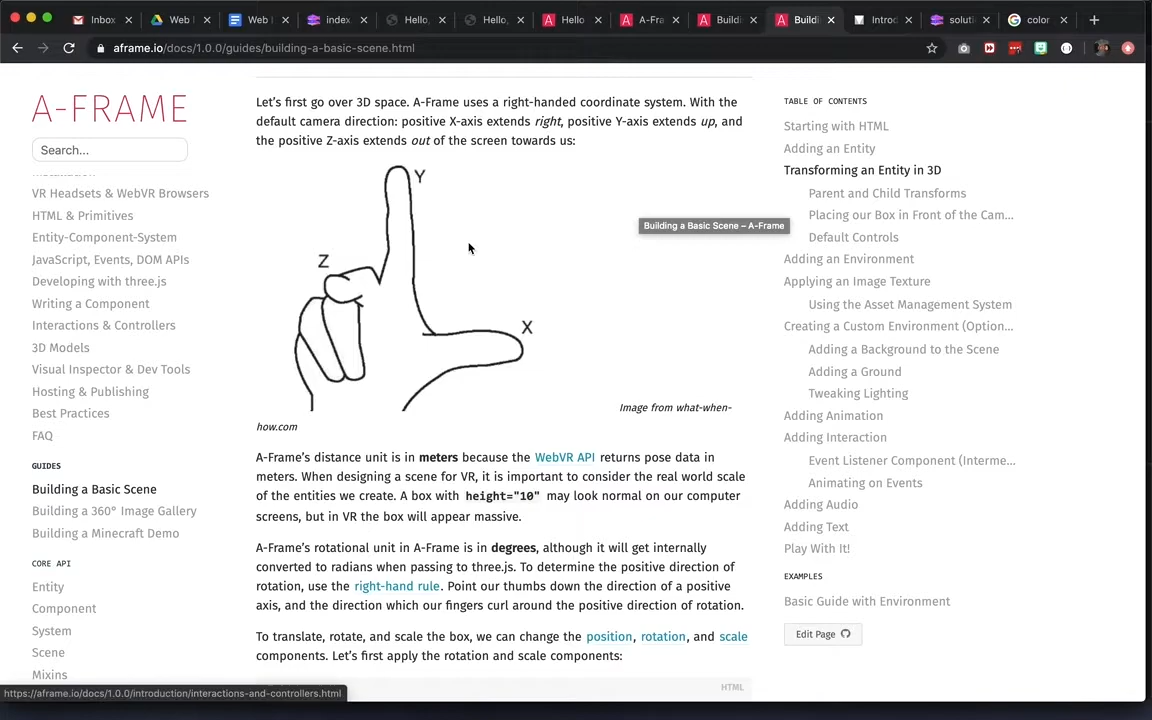 Inbox
Web
Web
index
Hello,
Hello,
Hello
A-Fra
Buildi
Buildi
Introd
soluti
color
aframe.io/docs/1.0.0/guides/building-a-basic-scene.html
A-FRAME
Search...
VR Headsets & WebVR Browsers
HTML & Primitives
Entity-Component-System
JavaScript, Events, DOM APIs
Developing with three.js
Writing a Component
Interactions & Controllers
3D Models
Visual Inspector & Dev Tools
Hosting & Publishing
Best Practices
FAQ
GUIDES
Building a Basic Scene
Building a 360° Image Gallery
Building a Minecraft Demo
CORE API
Entity
Component
System
Scene
Mixins
https://aframe.io/docs/1.0.0/introduction/interactions-and-controllers.html
Let's first go over 3D space. A-Frame uses a right-handed coordinate system. With the
default camera direction: positive X-axis extends right, positive Y-axis extends up, and
the positive Z-axis extends out of the screen towards us:
Y
Z
X
Building a Basic Scene – A-Frame
Image from what-when-
how.com
A-Frame's distance unit is in meters because the WebVR API returns pose data in
meters. When designing a scene for VR, it is important to consider the real world scale
of the entities we create. A box with height="10" may look normal on our computer
screens, but in VR the box will appear massive.
A-Frame's rotational unit in A-Frame is in degrees, although it will get internally
converted to radians when passing to three.js. To determine the positive direction of
rotation, use the right-hand rule. Point our thumbs down the direction of a positive
axis, and the direction which our fingers curl around the positive direction of rotation.
To translate, rotate, and scale the box, we can change the position, rotation, and scale
components. Let's first apply the rotation and scale components:
HTML
TABLE OF CONTENTS
Starting with HTML
Adding an Entity
Transforming an Entity in 3D
Parent and Child Transforms
Placing our Box in Front of the Cam...
Default Controls
Adding an Environment
Applying an Image Texture
Using the Asset Management System
Creating a Custom Environment (Option...
Adding a Background to the Scene
Adding a Ground
Tweaking Lighting
Adding Animation
Adding Interaction
Event Listener Component (Interme...
Animating on Events
Adding Audio
Adding Text
Play With It!
EXAMPLES
Basic Guide with Environment
Edit Page